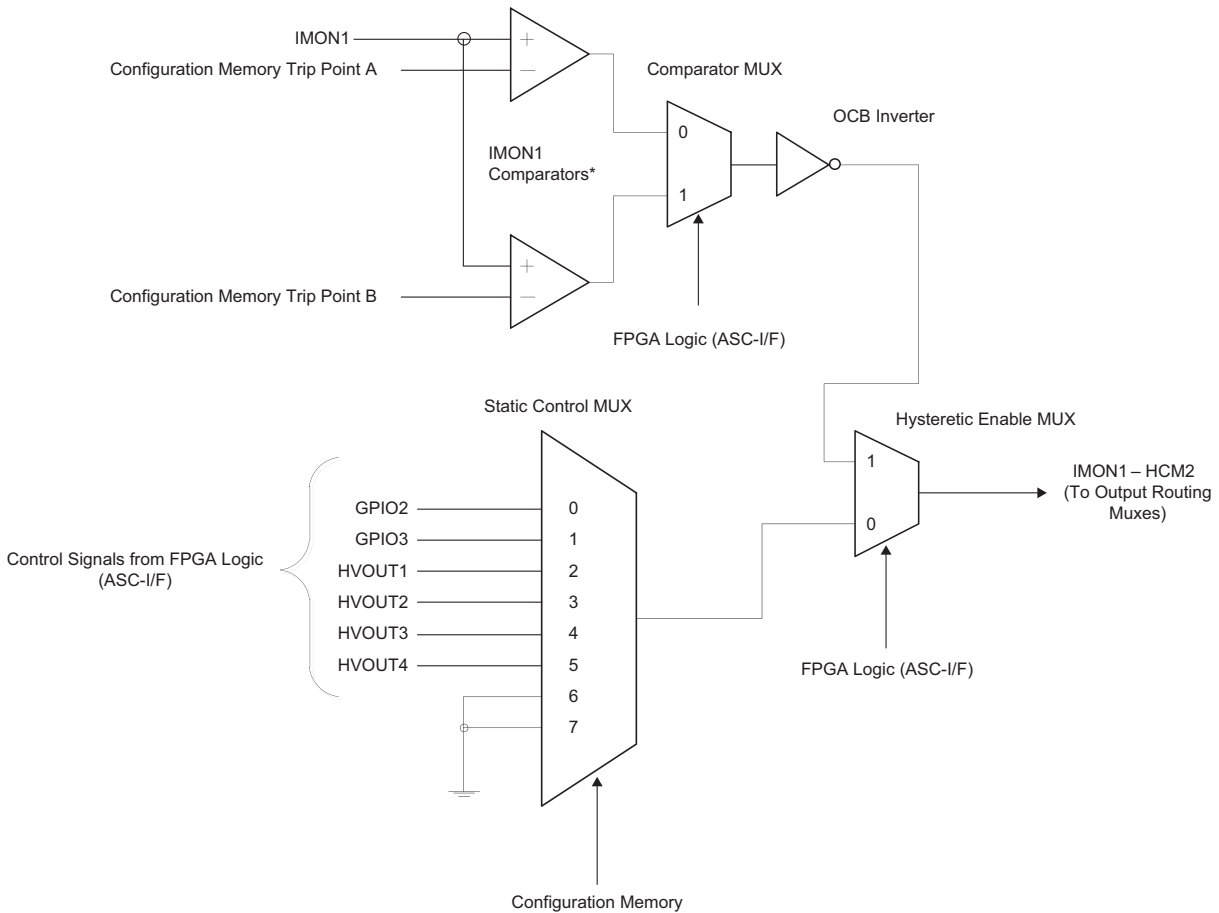 IMON1
+
Configuration Memory Trip Point A
−
Comparator MUX
OCB Inverter
0
IMON1
Comparators*
1
+
Configuration Memory Trip Point B
−
FPGA Logic (ASC-I/F)
Static Control MUX
Hysteretic Enable MUX
1
0
IMON1 – HCM2
(To Output Routing
Muxes)
FPGA Logic (ASC-I/F)
Control Signals from FPGA Logic
(ASC-I/F)
GPIO2 0
GPIO3 1
HVOUT1 2
HVOUT2 3
HVOUT3 4
HVOUT4 5
6
7
Configuration Memory